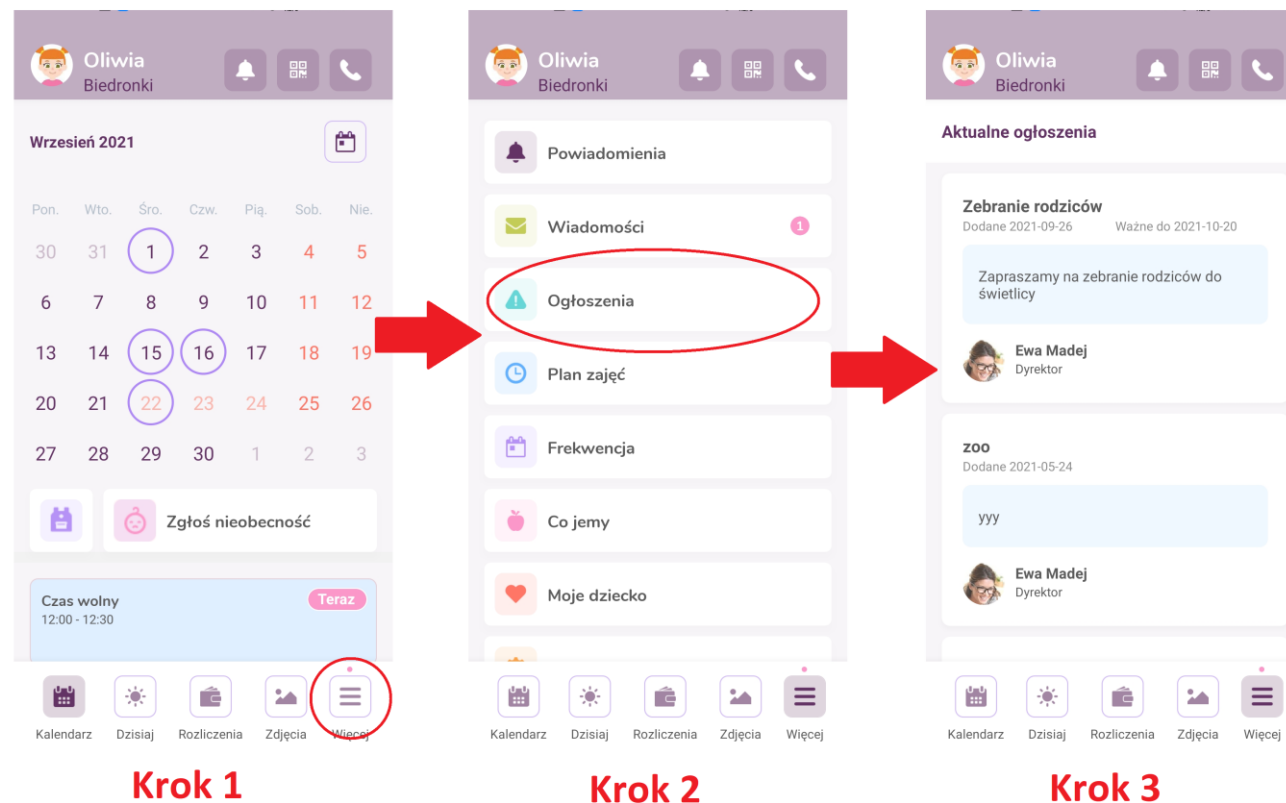 Oliwia
Biedronki
Wrzesień 2021
Pon. Wto. Śro. Czw. Pią. Sob. Nie.
30 31 1 2 3 4 5
6 7 8 9 10 11 12
13 14 15 16 17 18 19
20 21 22 23 24 25 26
27 28 29 30 1 2 3
Zgłoś nieobecność
Czas wolny
Teraz
12:00 - 12:30
Kalendarz Dzisiaj Rozliczenia Zdjęcia Więcej
Krok 1
Oliwia
Biedronki
Powiadomienia
Wiadomości 1
Ogłoszenia
Plan zajęć
Frekwencja
Co jemy
Moje dziecko
Kalendarz Dzisiaj Rozliczenia Zdjęcia Więcej
Krok 2
Oliwia
Biedronki
Aktualne ogłoszenia
Zebranie rodziców
Dodane 2021-09-26 Ważne do 2021-10-20
Zapraszamy na zebranie rodziców do
świetlicy
Ewa Madej
Dyrektor
zoo
Dodane 2021-05-24
yyy
Ewa Madej
Dyrektor
Kalendarz Dzisiaj Rozliczenia Zdjęcia Więcej
Krok 3